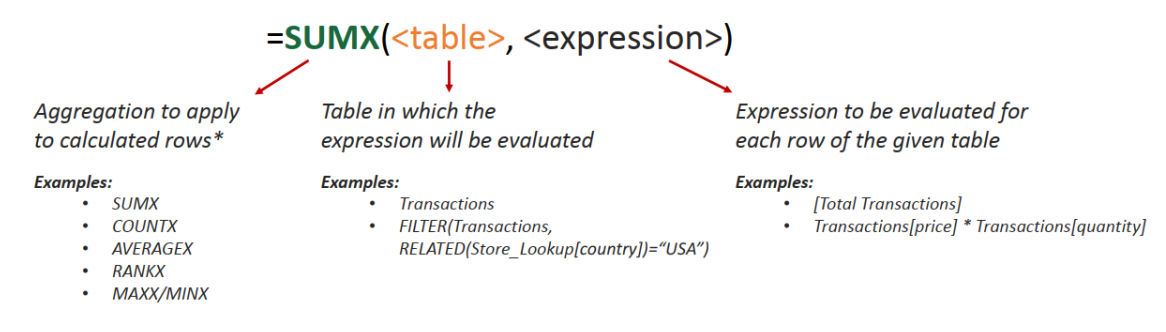 =SUMX(<table>, <expression>)
Aggregation to apply
to calculated rows*
Examples:
• SUMX
• COUNTX
• AVERAGEX
• RANKX
• MAXX/MINX
Table in which the
expression will be evaluated
Examples:
• Transactions
• FILTER(Transactions,
RELATED(Store_Lookup[country])=“USA”)
Expression to be evaluated for
each row of the given table
Examples:
• [Total Transactions]
• Transactions[price] * Transactions[quantity]